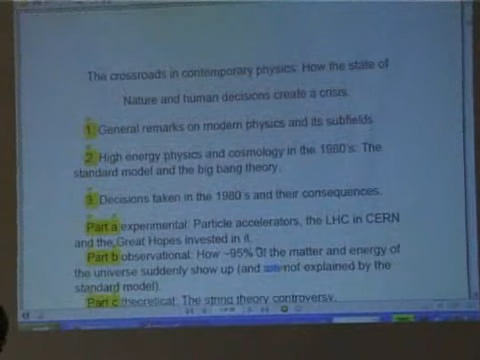 The crossroads in contemporary physics: How the state of
Nature and human decisions create a crisis.
1. General remarks on modern physics and its subfields
2. High energy physics and cosmology in the 1980's: The
standard model and the big bang theory.
3. Decisions taken in the 1980's and their consequences.
Part a experimental: Particle accelerators, the LHC in CERN
and the Great Hopes invested in it.
Part b observational: How ~95% of the matter and energy of
the universe suddenly show up (and not explained by the
standard model).
Part c theoretical: The string theory controversy.